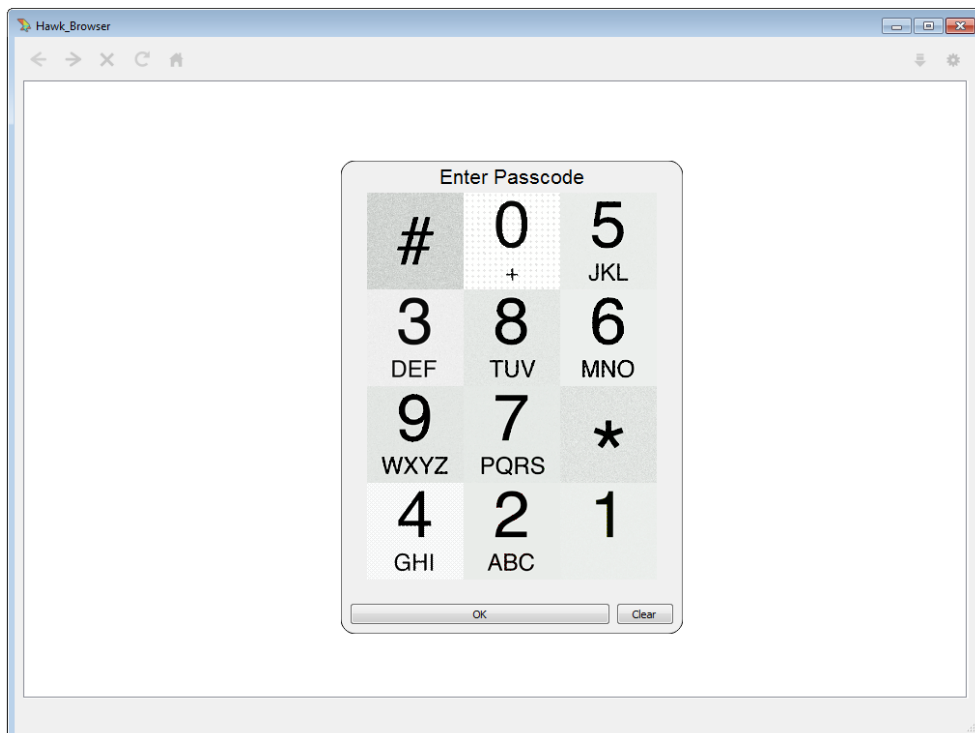 Hawk_Browser
Enter Passcode
# 0 5
+ JKL
3 8 6
DEF TUV MNO
9 7 *
WXYZ PQRS
4 2 1
GHI ABC
OK Clear